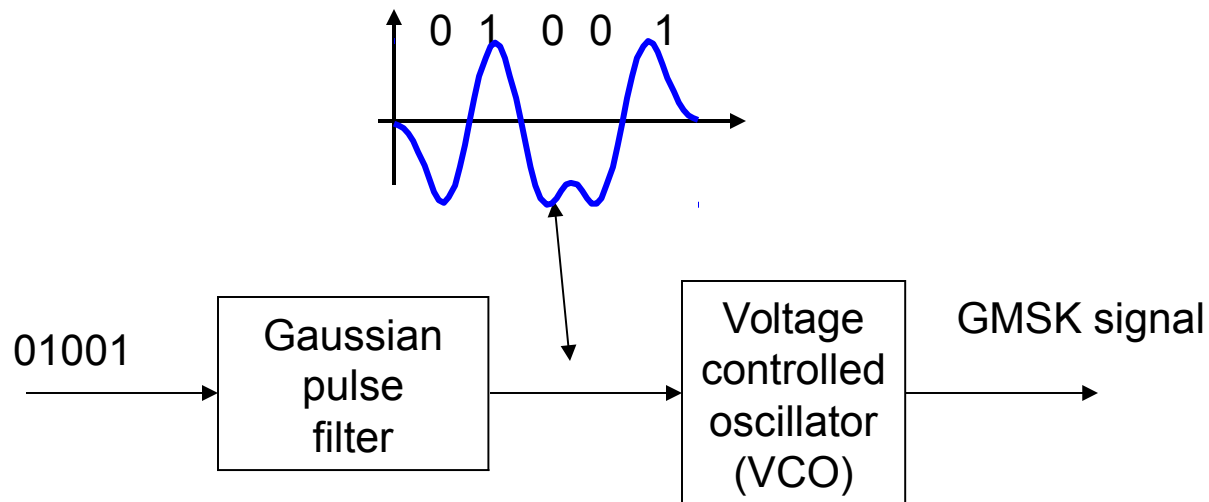 0 1 0 0 1
01001
Gaussian
pulse
filter
Voltage
controlled
oscillator
(VCO)
GMSK signal